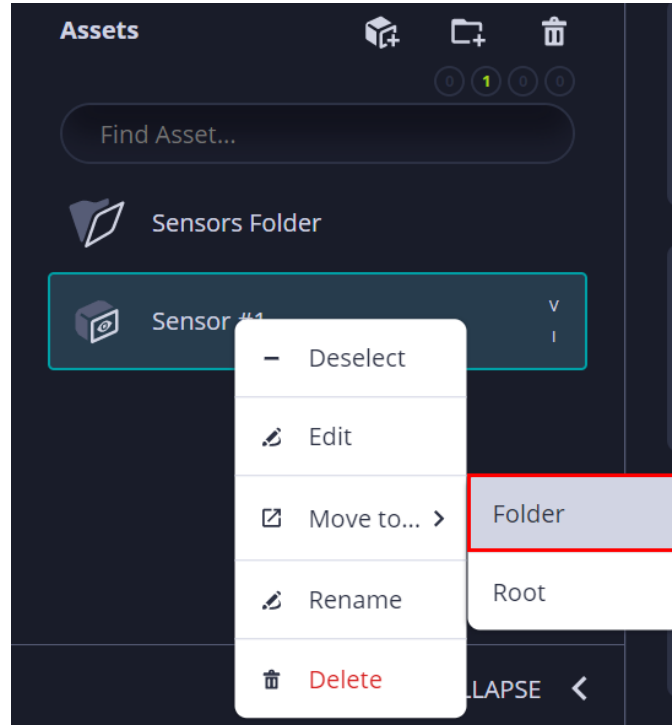 Assets
0 1 0 0
Find Asset...
Sensors Folder
Sensor #1
V
I
Deselect
Edit
Move to...
Folder
Root
Rename
Delete
LLAPSE